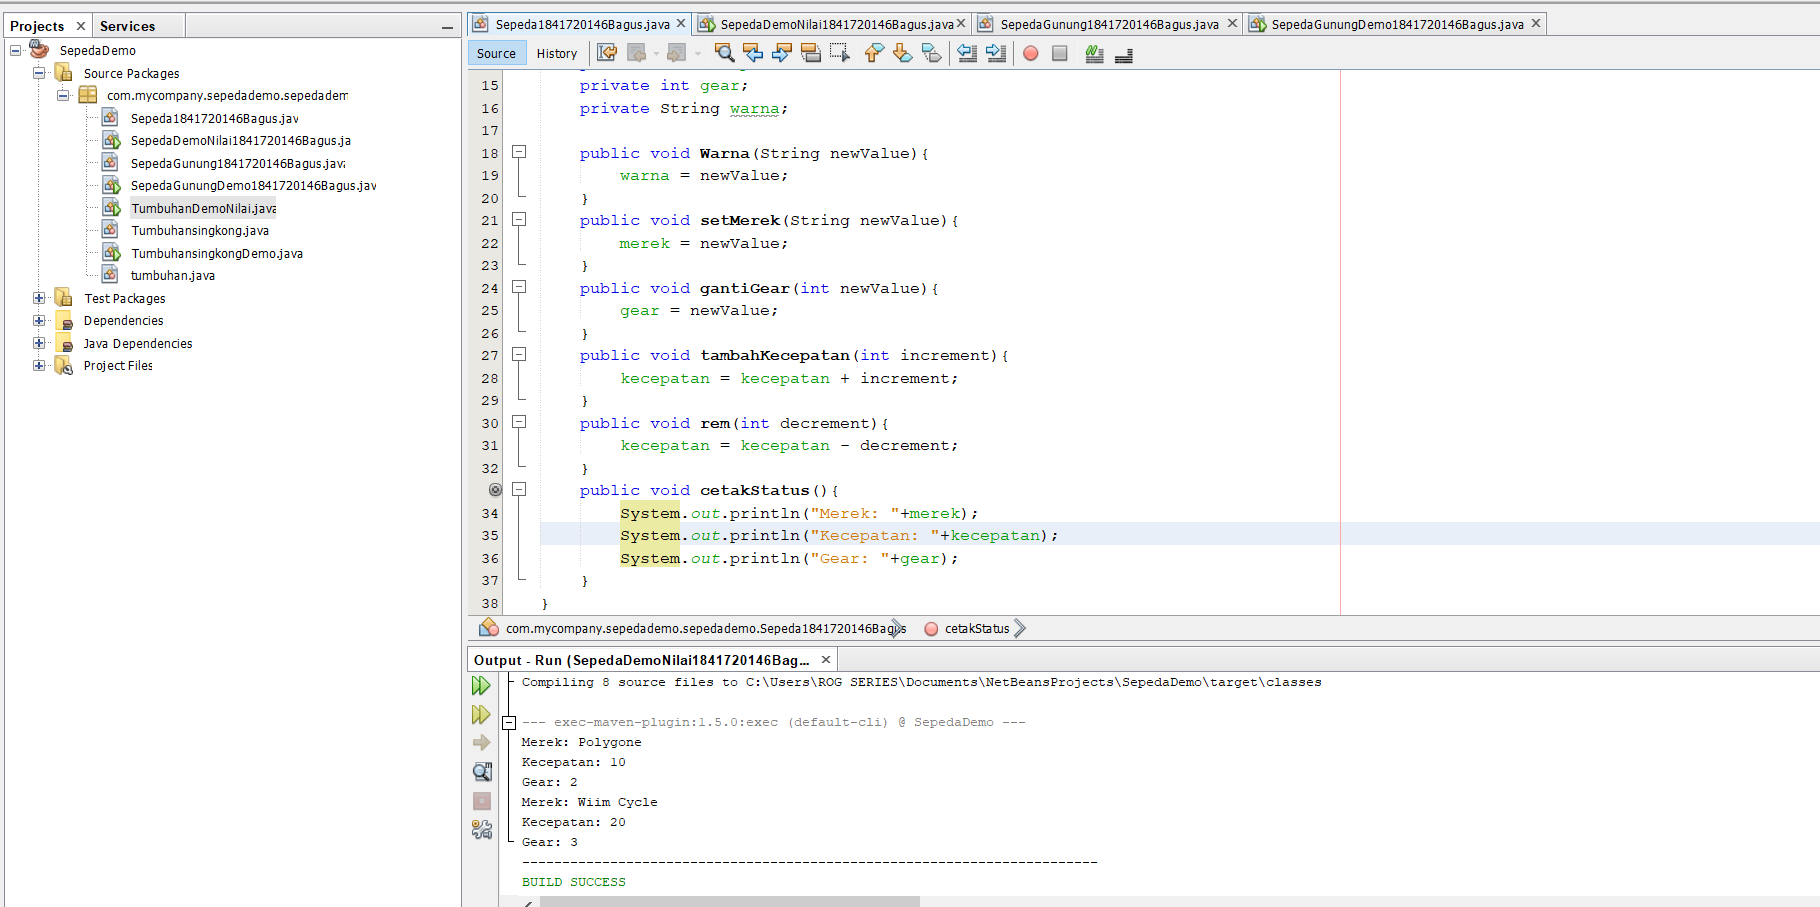 Projects
Services
SepedaDemo
Source Packages
com.mycompany.sepedademo.sepedadem
Sepeda1841720146Bagus.jav
SepedaDemoNilai1841720146Bagus.ja
SepedaGunung1841720146Bagus.java
SepedaGunungDemo1841720146Bagus.jav
TumbuhanDemoNilai.java
Tumbuhansingkong.java
TumbuhansingkongDemo.java
tumbuhan.java
Test Packages
Dependencies
Java Dependencies
Project Files
Sepeda1841720146Bagus.java
SepedaDemoNilai1841720146Bagus.java
SepedaGunung1841720146Bagus.java
SepedaGunungDemo1841720146Bagus.java
Source
History
15 private int gear;
16 private String warna;
17
18 public void Warna(String newValue){
19 warna = newValue;
20 }
21 public void setMerek(String newValue){
22 merek = newValue;
23 }
24 public void gantiGear(int newValue){
25 gear = newValue;
26 }
27 public void tambahKecepatan(int increment){
28 kecepatan = kecepatan + increment;
29 }
30 public void rem(int decrement){
31 kecepatan = kecepatan - decrement;
32 }
public void cetakStatus(){
34 System.out.println("Merek: "+merek);
35 System.out.println("Kecepatan: "+kecepatan);
36 System.out.println("Gear: "+gear);
37 }
38 }
com.mycompany.sepedademo.sepedademo.Sepeda1841720146Bagus
cetakStatus
Output - Run (SepedaDemoNilai1841720146Bag...
Compiling 8 source files to C:\Users\ROG SERIES\Documents\NetBeansProjects\SepedaDemo\target\classes
--- exec-maven-plugin:1.5.0:exec (default-cli) @ SepedaDemo ---
Merek: Polygone
Kecepatan: 10
Gear: 2
Merek: Wiim Cycle
Kecepatan: 20
Gear: 3
------------------------------------------------------------------------
BUILD SUCCESS